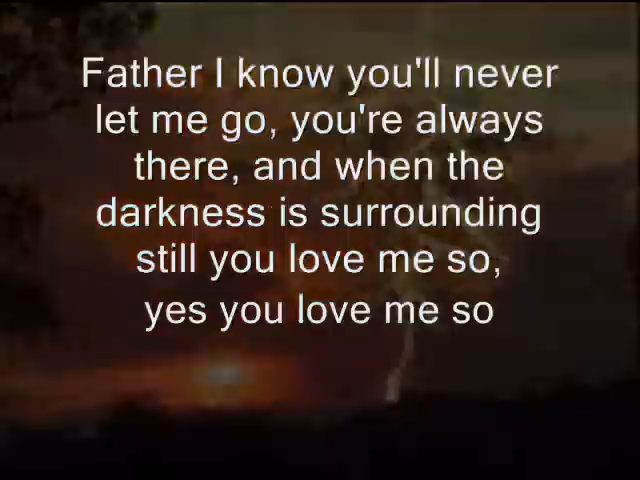 Father I know you'll never
let me go, you're always
there, and when the
darkness is surrounding
still you love me so,
yes you love me so